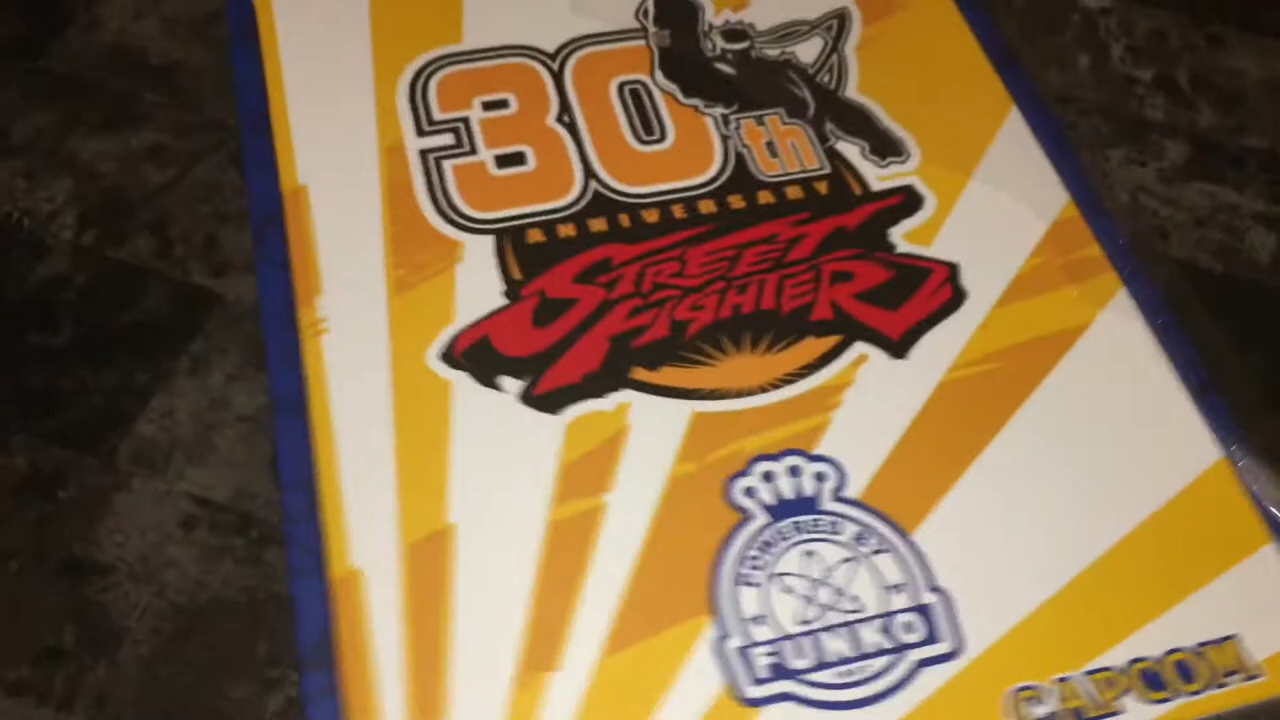 30th
ANNIVERSARY
STREET
FIGHTER
POWERED BY
FUNKO
CAPCOM